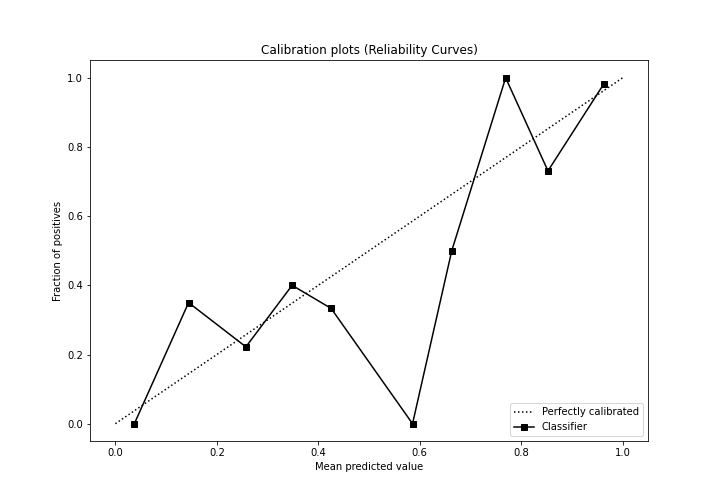 Calibration plots (Reliability Curves)
1.0
0.8
0.6
0.4
0.2
0.0
Fraction of positives
0.0 0.2 0.4 0.6 0.8 1.0
Mean predicted value
Perfectly calibrated
Classifier